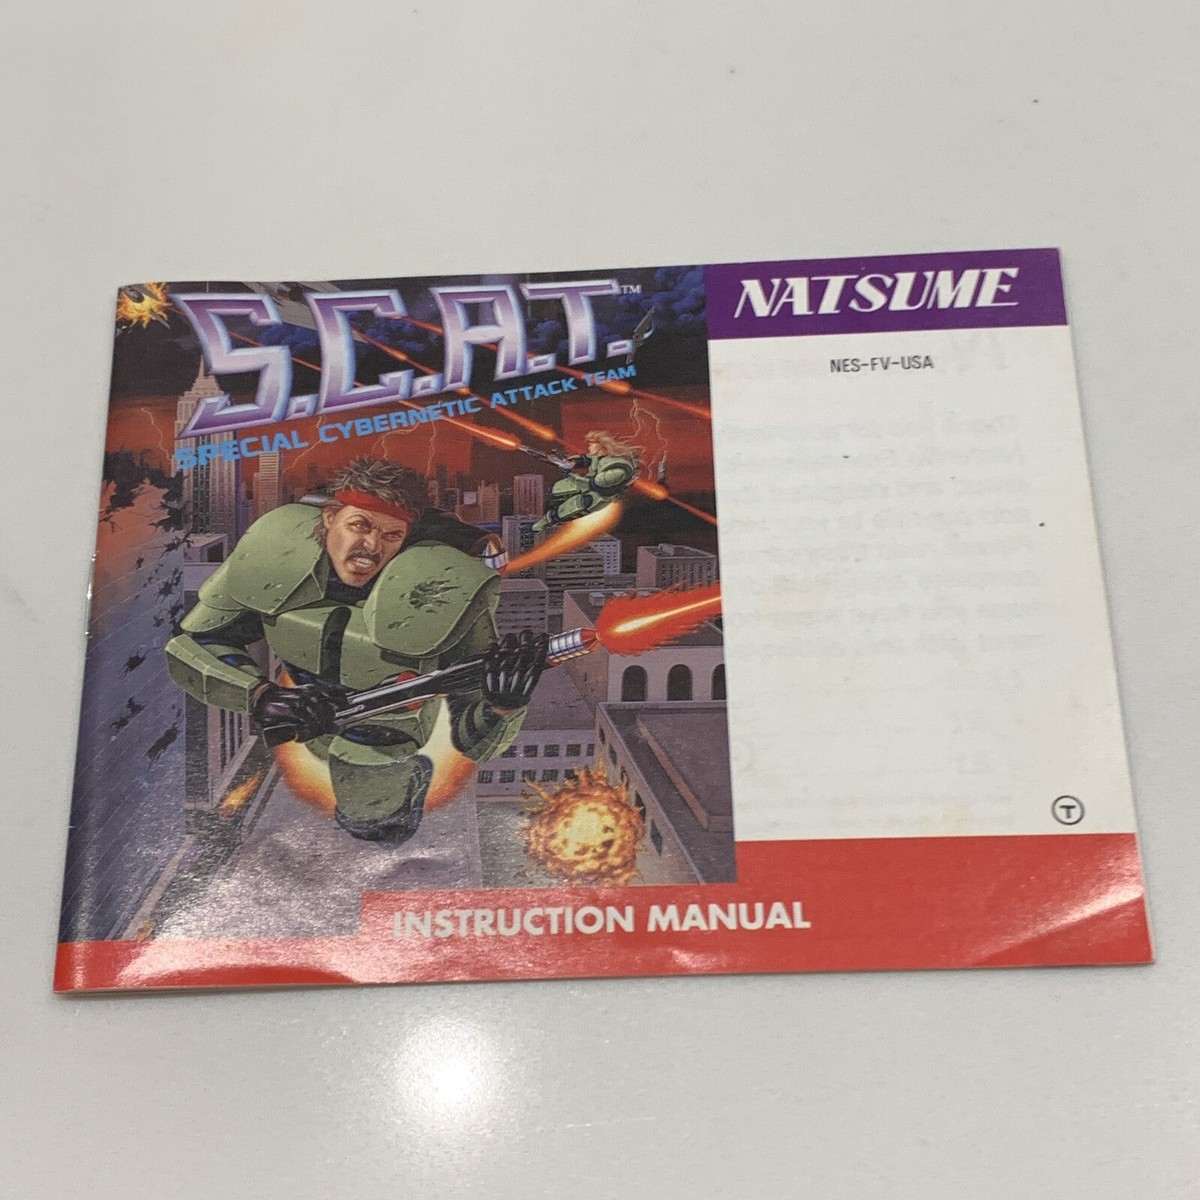 S.C.A.T.™
SPECIAL CYBERNETIC ATTACK TEAM
NATSUME
NES-FV-USA
T
INSTRUCTION MANUAL